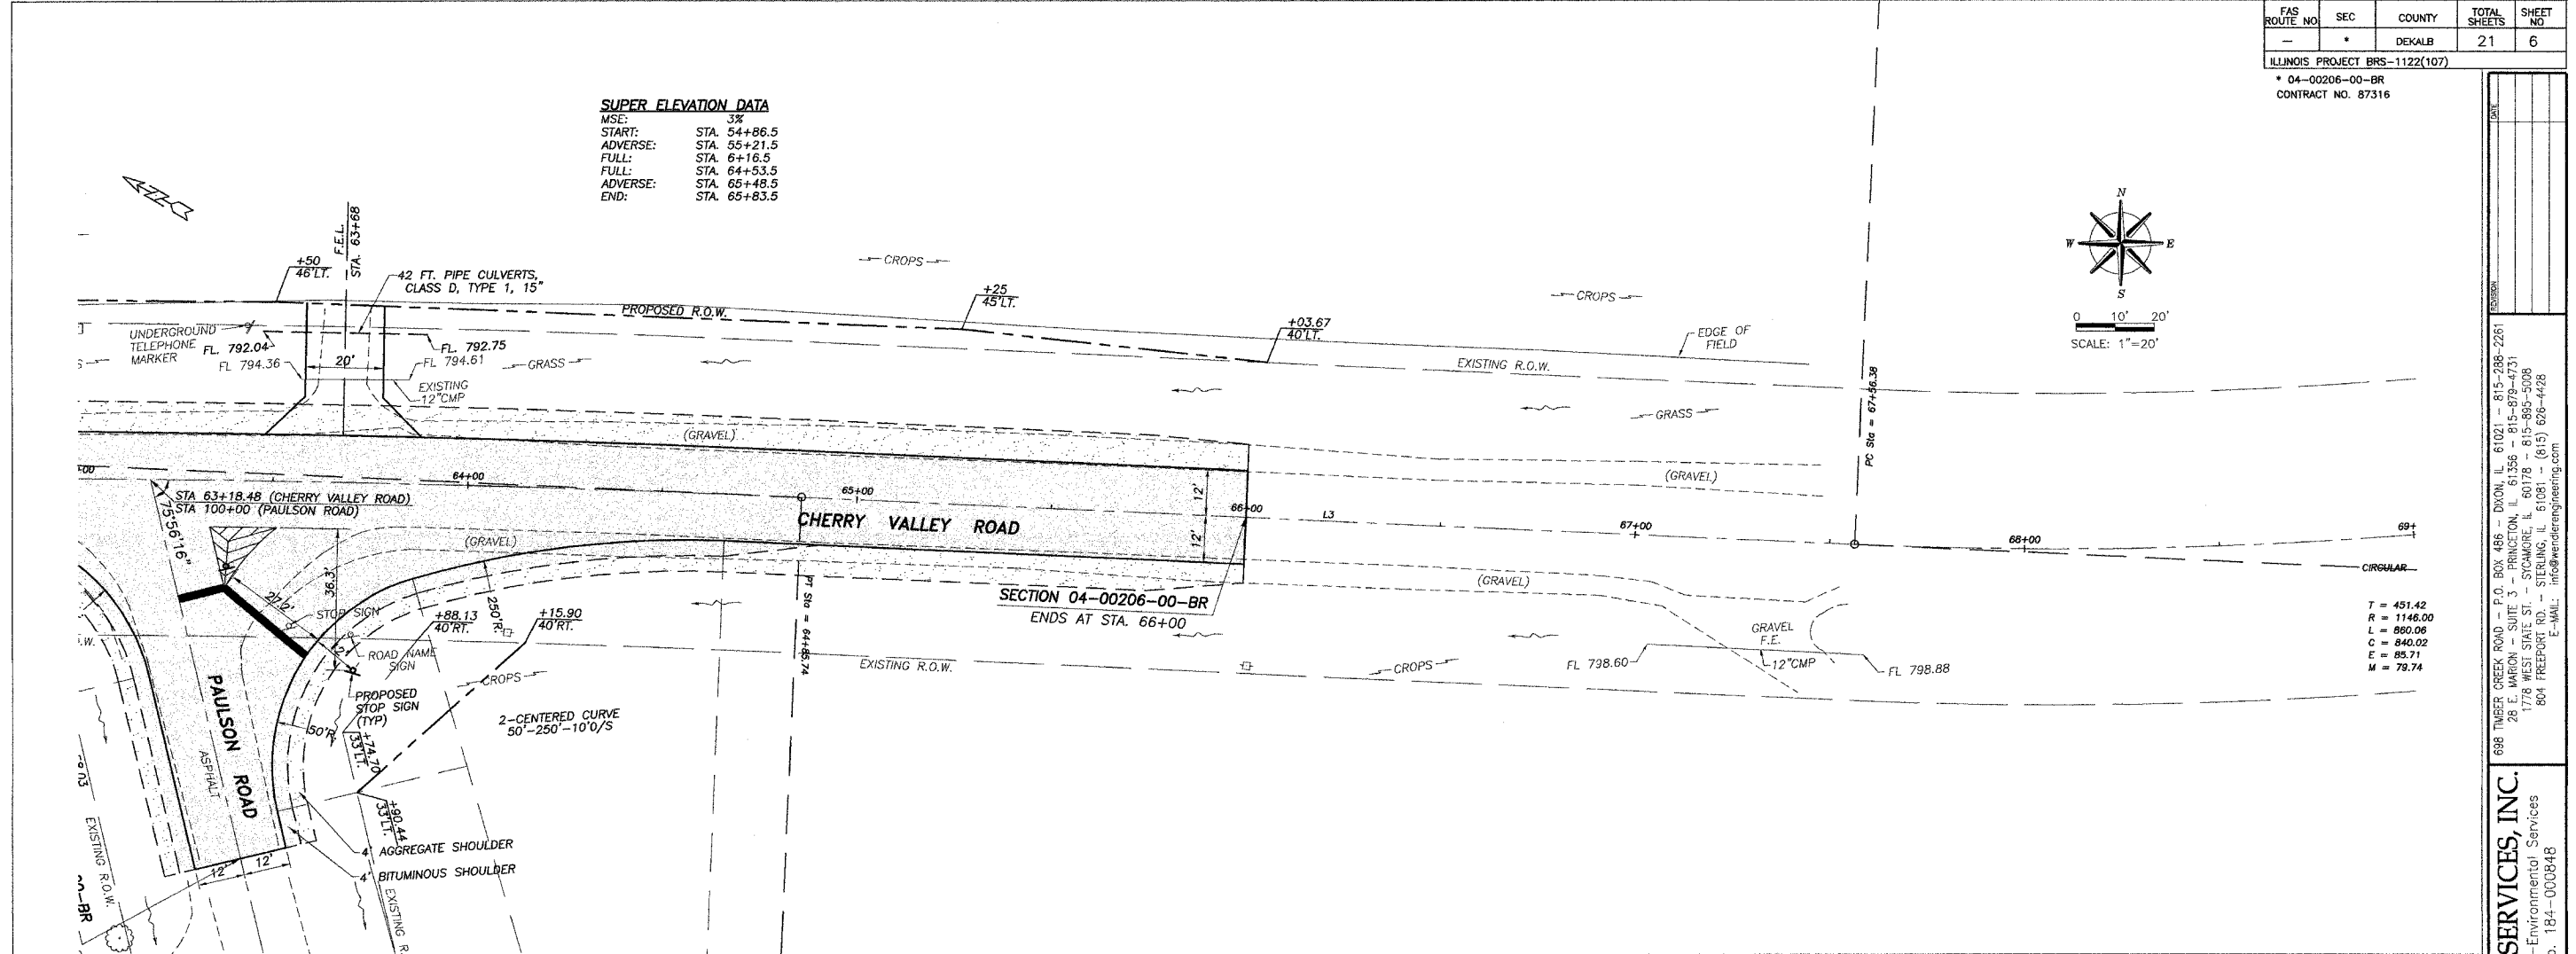 FAS ROUTE NO SEC COUNTY TOTAL SHEETS SHEET NO
— * DEKALB 21 6
ILLINOIS PROJECT BRS-1122(107)
* 04-00206-00-BR
CONTRACT NO. 87316
SUPER ELEVATION DATA
MSE: 3%
START: STA. 54+86.5
ADVERSE: STA. 55+21.5
FULL: STA. 6+16.5
FULL: STA. 64+53.5
ADVERSE: STA. 65+48.5
END: STA. 65+83.5
N
W E
S
0 10' 20'
SCALE: 1"=20'
F.E.L.
STA. 63+68
+50
46'LT.
42 FT. PIPE CULVERTS,
CLASS D, TYPE 1, 15"
CROPS
+25
45'LT.
CROPS
PROPOSED R.O.W.
+03.67
40'LT.
EDGE OF
FIELD
UNDERGROUND
TELEPHONE
MARKER
FL. 792.04
FL. 792.75
FL 794.36
20'
FL 794.61
GRASS
EXISTING
12"CMP
EXISTING R.O.W.
GRASS
PC Sta = 67+56.38
(GRAVEL)
(GRAVEL)
+00
64+00
65+00
66+00
L3
67+00
68+00
69+
STA 63+18.48 (CHERRY VALLEY ROAD)
STA 100+00 (PAULSON ROAD)
75°56'16"
12'
12'
CHERRY VALLEY ROAD
(GRAVEL)
36.3'
27.2'
STOP SIGN
12'
ROAD NAME
SIGN
+88.13
40'RT.
250'R.
+15.90
40'RT.
PT Sta = 64+85.74
SECTION 04-00206-00-BR
ENDS AT STA. 66+00
(GRAVEL)
CIRCULAR
T = 451.42
R = 1146.00
L = 860.06
C = 840.02
E = 85.71
M = 79.74
EXISTING R.O.W.
CROPS
FL 798.60
GRAVEL
F.E.
12"CMP
FL 798.88
.W.
PROPOSED
STOP SIGN
(TYP)
CROPS
2-CENTERED CURVE
50'-250'-10'O/S
50'R.
+74.70
33'LT.
PAULSON ROAD
ASPHALT
+90.44
33'LT.
4' AGGREGATE SHOULDER
4' BITUMINOUS SHOULDER
12'
12'
EXISTING R.O.W.
EXISTING R.
00-BR
DATE
REVISION
698 TIMBER CREEK ROAD - P.O. BOX 486 - DIXON, IL 61021 - 815-288-2261
28 E. MARION - SUITE 3 - PRINCETON, IL 61356 - 815-879-4731
1778 WEST STATE ST. - SYCAMORE, IL 60178 - 815-895-5008
804 FREEPORT RD. - STERLING, IL 61081 - (815) 626-4428
E-MAIL: info@wendlerengineering.com
SERVICES, INC.
-Environmental Services
o. 184-000848